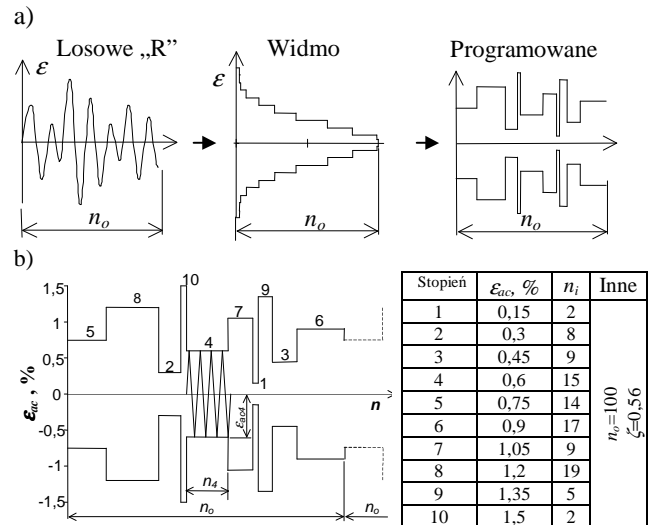 a)
Losowe „R” Widmo Programowane
ε ε
n_o n_o n_o
b)
ε_ac, %
1,5
1
0,5
0
-0,5
-1
-1,5
5 8 2 10 4 7 1 9 3 6
n
ε_ac4
n_4
n_o n_o
Stopień ε_ac, % n_i Inne
1 0,15 2
2 0,3 8
3 0,45 9
4 0,6 15
5 0,75 14
6 0,9 17
7 1,05 9
8 1,2 19
9 1,35 5
10 1,5 2
n_o=100
ζ=0,56